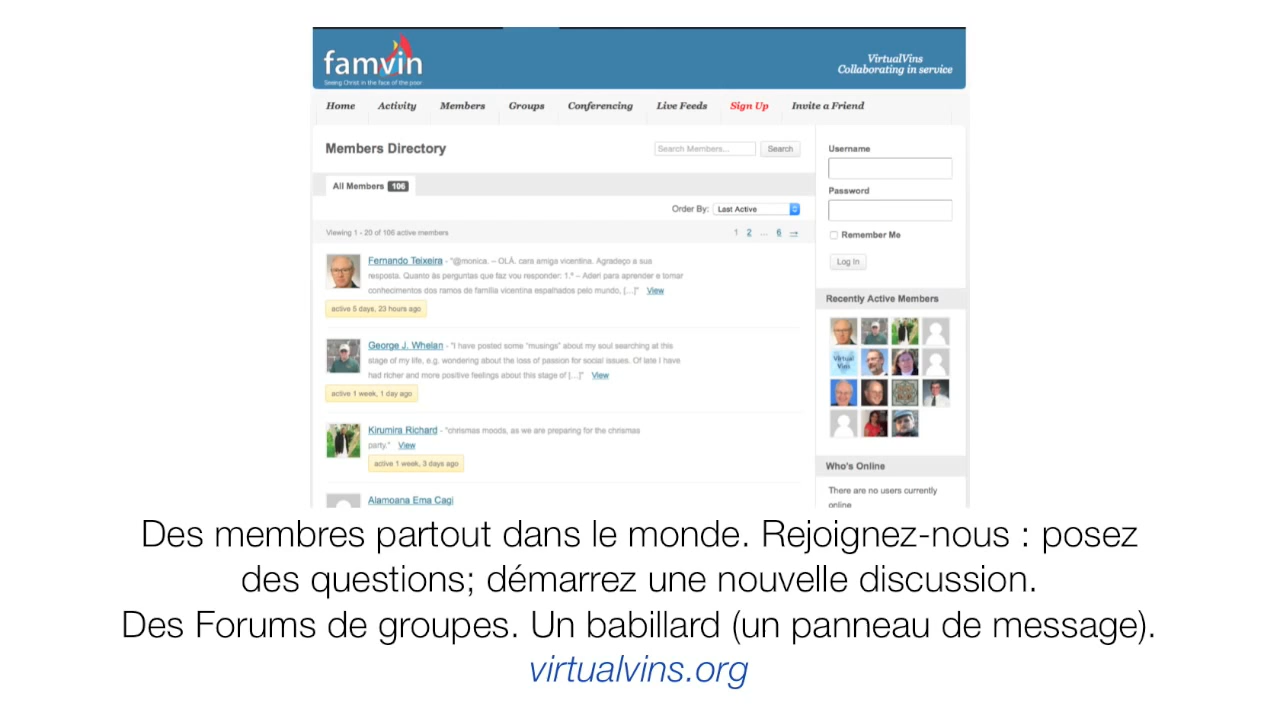 famvin
Seeing Christ in the face of the poor
VirtualVins
Collaborating in service
Home Activity Members Groups Conferencing Live Feeds Sign Up Invite a Friend
Members Directory
Search Members... Search
All Members 106
Order By: Last Active
Viewing 1 - 20 of 106 active members
1 2 ... 6 →
Fernando Teixeira - "@monica. – OLÁ. cara amiga vicentina. Agradeço a sua
resposta. Quanto às perguntas que faz vou responder: 1.ª – Aderi para aprender e tornar
conhecimentos dos ramos de família vicentina espalhados pelo mundo, [...]" View
active 5 days, 23 hours ago
George J. Whelan - "I have posted some "musings" about my soul searching at this
stage of my life, e.g. wondering about the loss of passion for social issues. Of late I have
had richer and more positive feelings about this stage of [...]" View
active 1 week, 1 day ago
Kirumira Richard - "chrismas moods, as we are preparing for the chrismas
party." View
active 1 week, 3 days ago
Alamoana Ema Cagi
Username
Password
Remember Me
Log In
Recently Active Members
Virtual
Vins
Who's Online
There are no users currently
online
Des membres partout dans le monde. Rejoignez-nous : posez
des questions; démarrez une nouvelle discussion.
Des Forums de groupes. Un babillard (un panneau de message).
virtualvins.org